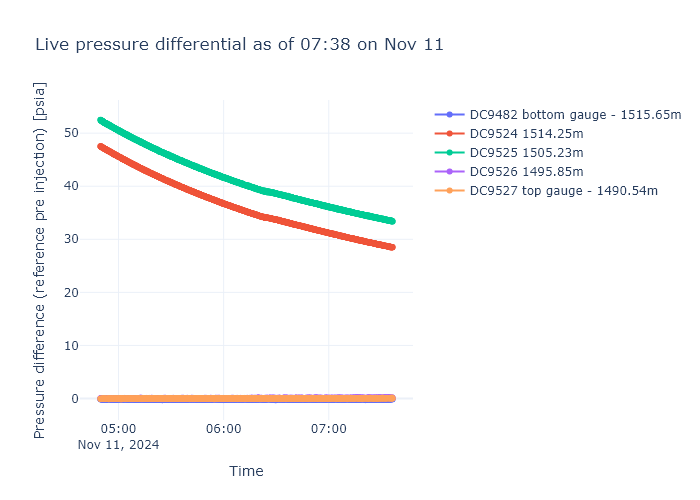 Live pressure differential as of 07:38 on Nov 11
Pressure difference (reference pre injection) [psia]
50
40
30
20
10
0
05:00
Nov 11, 2024
06:00
07:00
Time
DC9482 bottom gauge - 1515.65m
DC9524 1514.25m
DC9525 1505.23m
DC9526 1495.85m
DC9527 top gauge - 1490.54m